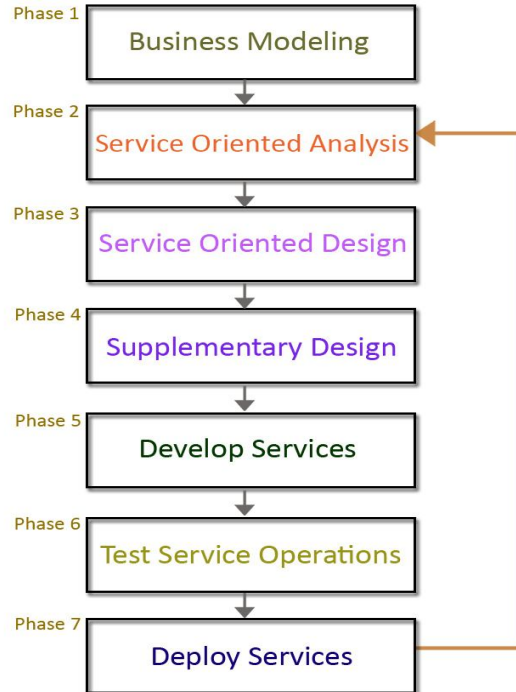 Phase 1
Business Modeling
Phase 2
Service Oriented Analysis
Phase 3
Service Oriented Design
Phase 4
Supplementary Design
Phase 5
Develop Services
Phase 6
Test Service Operations
Phase 7
Deploy Services